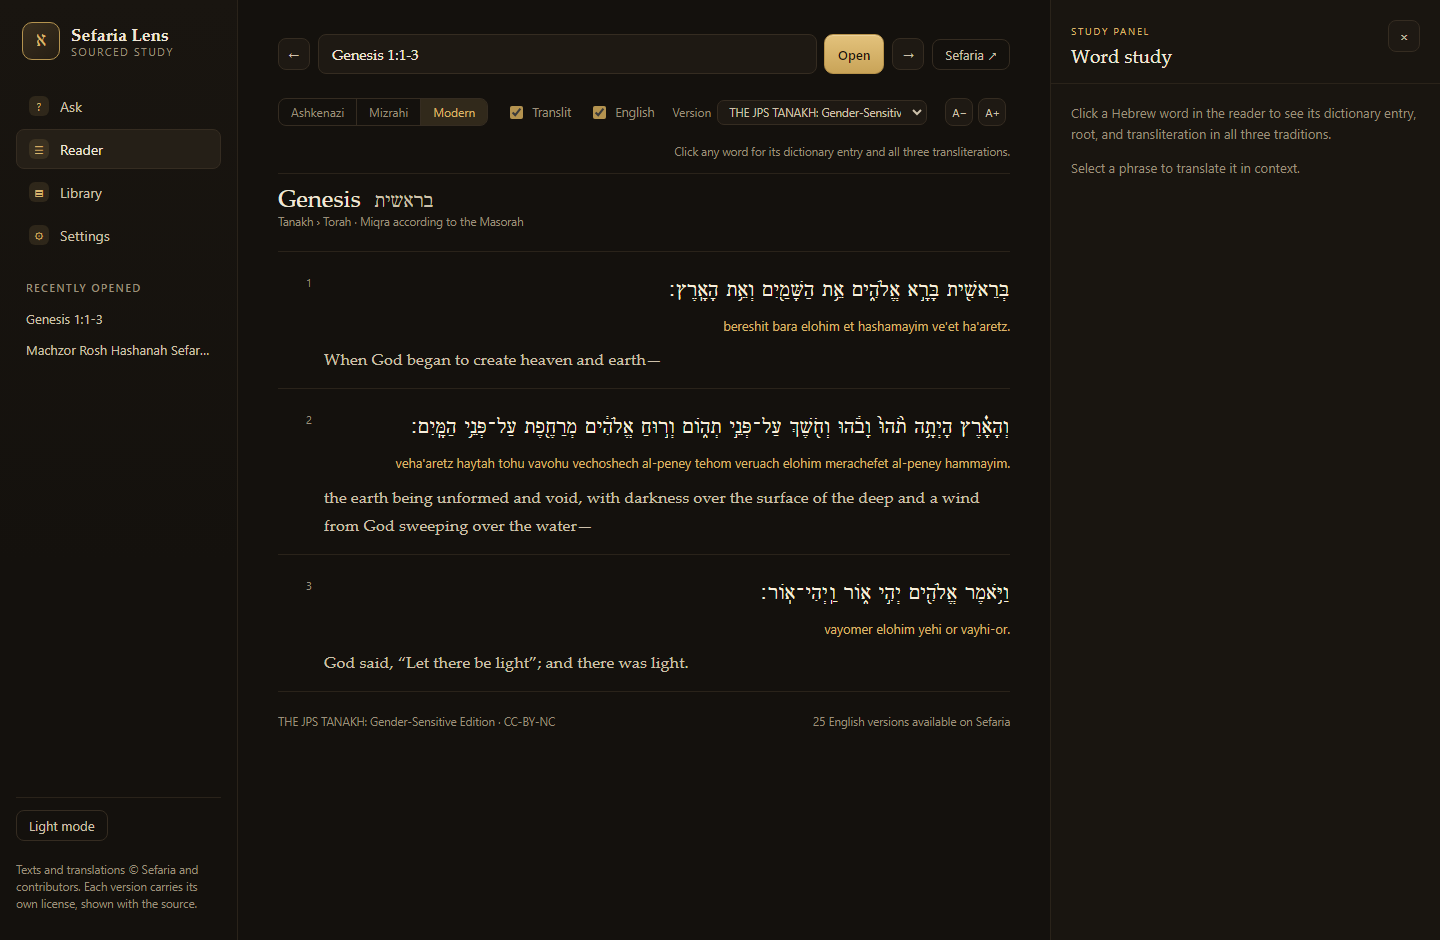 א
Sefaria Lens
SOURCED STUDY
? Ask
Reader
Library
Settings
RECENTLY OPENED
Genesis 1:1-3
Machzor Rosh Hashanah Sefar...
Light mode
Texts and translations © Sefaria and
contributors. Each version carries its
own license, shown with the source.
← Genesis 1:1-3 Open → Sefaria ↗
Ashkenazi Mizrahi Modern Translit English Version THE JPS TANAKH: Gender-Sensitiv A− A+
Click any word for its dictionary entry and all three transliterations.
Genesis בראשית
Tanakh › Torah · Miqra according to the Masorah
1
בְּרֵאשִׁ֖ית בָּרָ֣א אֱלֹהִ֑ים אֵ֥ת הַשָּׁמַ֖יִם וְאֵ֥ת הָאָֽרֶץ׃
bereshit bara elohim et hashamayim ve'et ha'aretz.
When God began to create heaven and earth—
2
וְהָאָ֗רֶץ הָיְתָ֥ה תֹ֙הוּ֙ וָבֹ֔הוּ וְחֹ֖שֶׁךְ עַל־פְּנֵ֣י תְה֑וֹם וְר֣וּחַ אֱלֹהִ֔ים מְרַחֶ֖פֶת עַל־פְּנֵ֥י הַמָּֽיִם׃
veha'aretz haytah tohu vavohu vechoshech al-peney tehom veruach elohim merachefet al-peney hammayim.
the earth being unformed and void, with darkness over the surface of the deep and a wind
from God sweeping over the water—
3
וַיֹּ֥אמֶר אֱלֹהִ֖ים יְהִ֣י א֑וֹר וַֽיְהִי־אֽוֹר׃
vayomer elohim yehi or vayhi-or.
God said, “Let there be light”; and there was light.
THE JPS TANAKH: Gender-Sensitive Edition · CC-BY-NC
25 English versions available on Sefaria
STUDY PANEL
Word study
×
Click a Hebrew word in the reader to see its dictionary entry,
root, and transliteration in all three traditions.
Select a phrase to translate it in context.